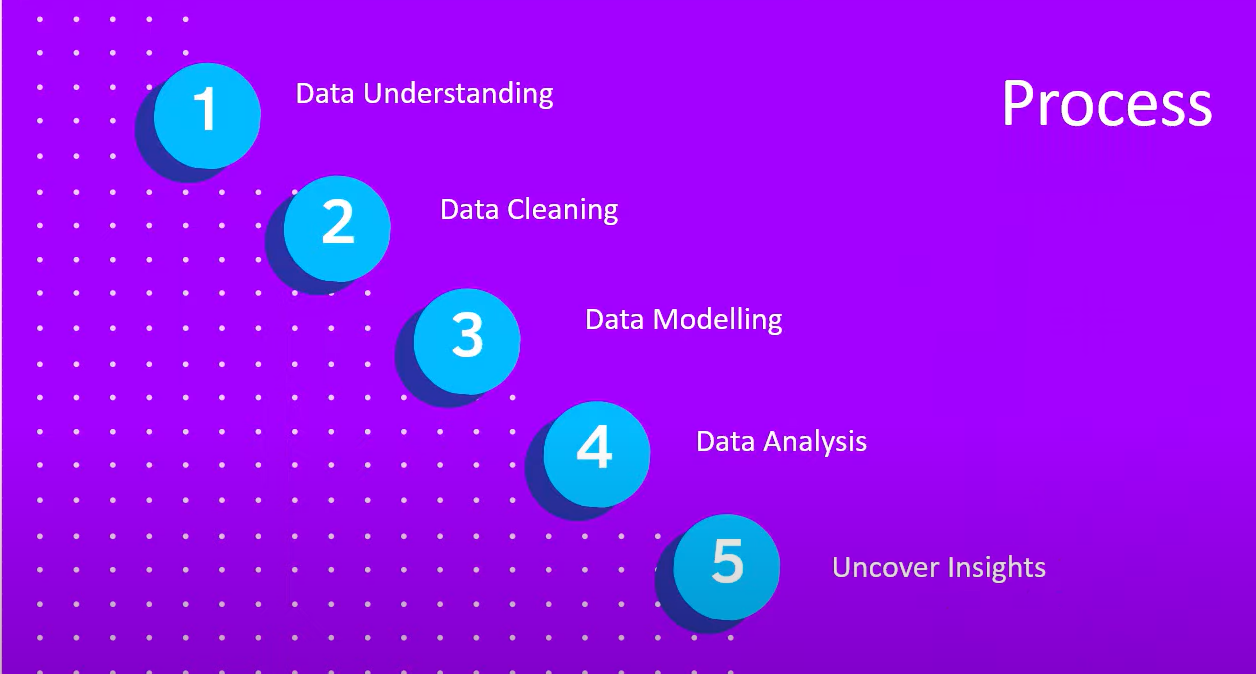 Process
1
Data Understanding
2
Data Cleaning
3
Data Modelling
4
Data Analysis
5
Uncover Insights